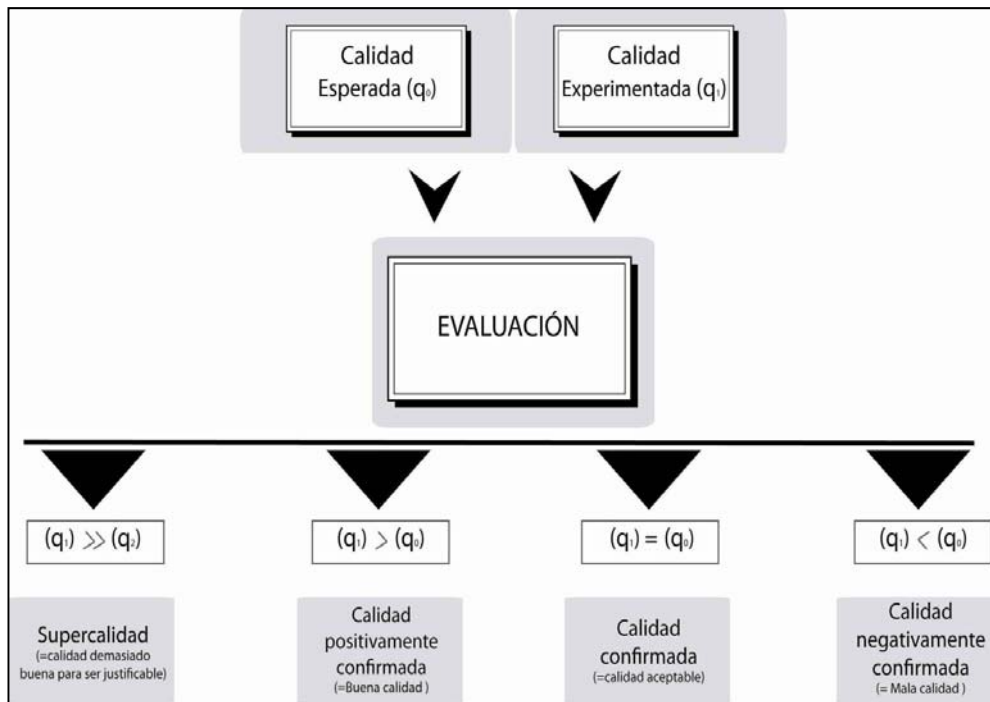 Calidad
Esperada (q₀)
Calidad
Experimentada (q₁)
EVALUACIÓN
(q₁) >> (q₂)
(q₁) > (q₀)
(q₁) = (q₀)
(q₁) < (q₀)
Supercalidad
(=calidad demasiado
buena para ser justificable)
Calidad
positivamente
confirmada
(=Buena calidad )
Calidad
confirmada
(=calidad aceptable)
Calidad
negativamente
confirmada
(= Mala calidad )